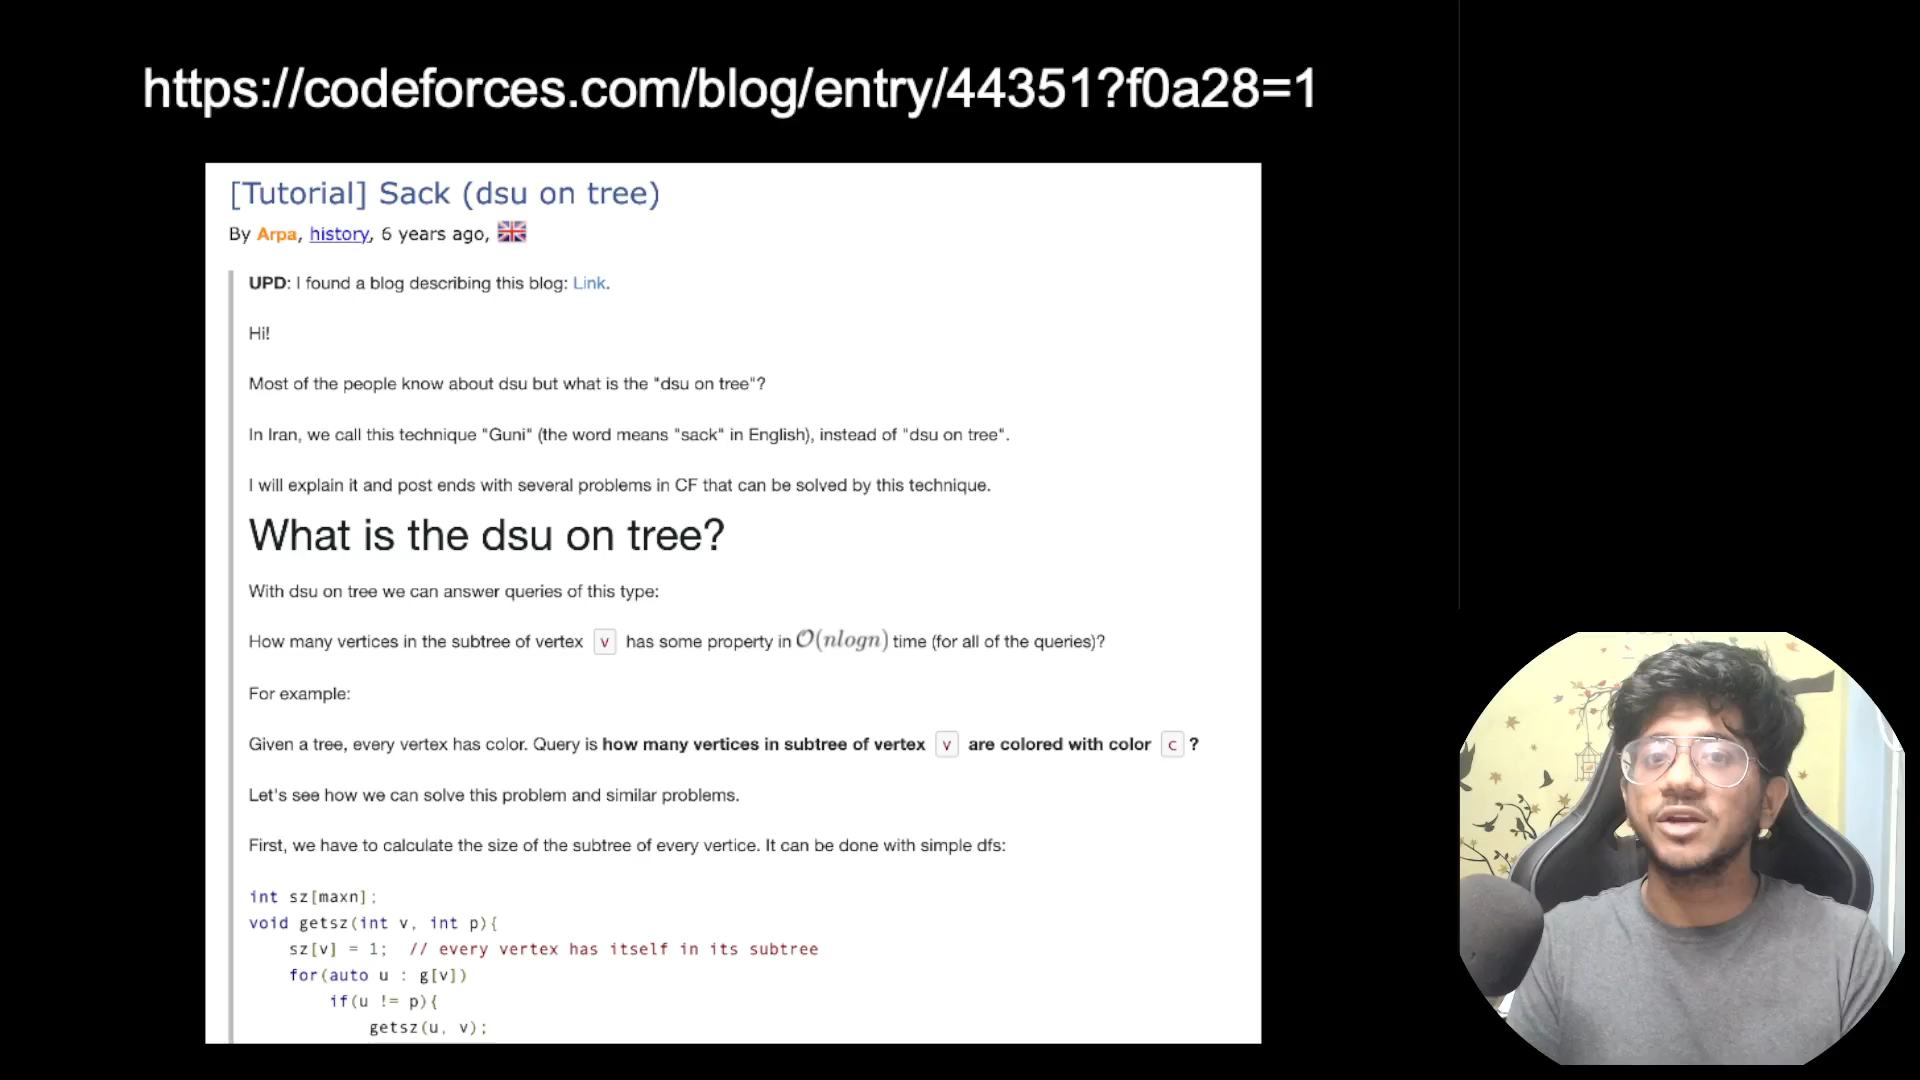 https://codeforces.com/blog/entry/44351?f0a28=1
[Tutorial] Sack (dsu on tree)
By Arpa, history, 6 years ago,
UPD: I found a blog describing this blog: Link.
Hi!
Most of the people know about dsu but what is the "dsu on tree"?
In Iran, we call this technique "Guni" (the word means "sack" in English), instead of "dsu on tree".
I will explain it and post ends with several problems in CF that can be solved by this technique.
What is the dsu on tree?
With dsu on tree we can answer queries of this type:
How many vertices in the subtree of vertex v has some property in O(nlogn) time (for all of the queries)?
For example:
Given a tree, every vertex has color. Query is how many vertices in subtree of vertex v are colored with color c ?
Let's see how we can solve this problem and similar problems.
First, we have to calculate the size of the subtree of every vertice. It can be done with simple dfs:
int sz[maxn];
void getsz(int v, int p){
sz[v] = 1; // every vertex has itself in its subtree
for(auto u : g[v])
if(u != p){
getsz(u, v);